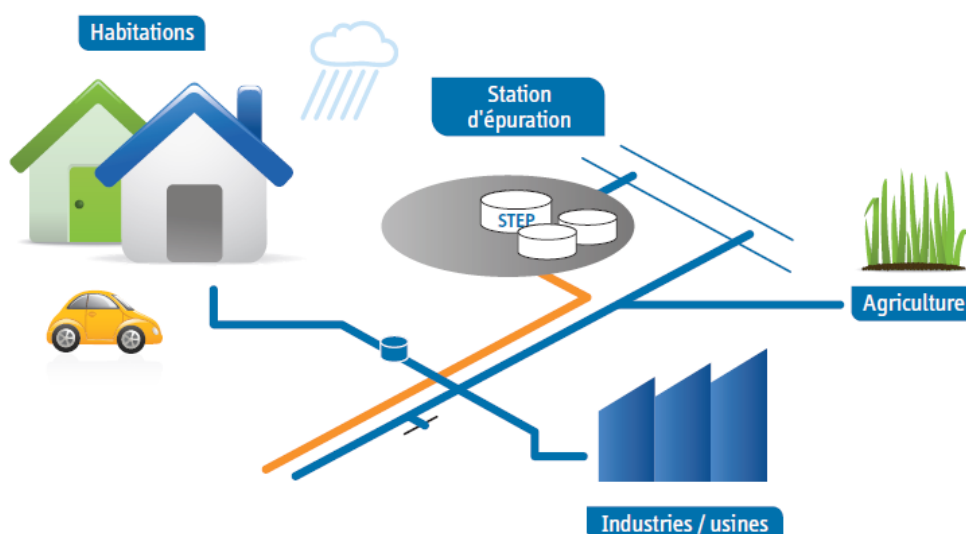 Habitations
Station
d'épuration
STEP
Agriculture
Industries / usines